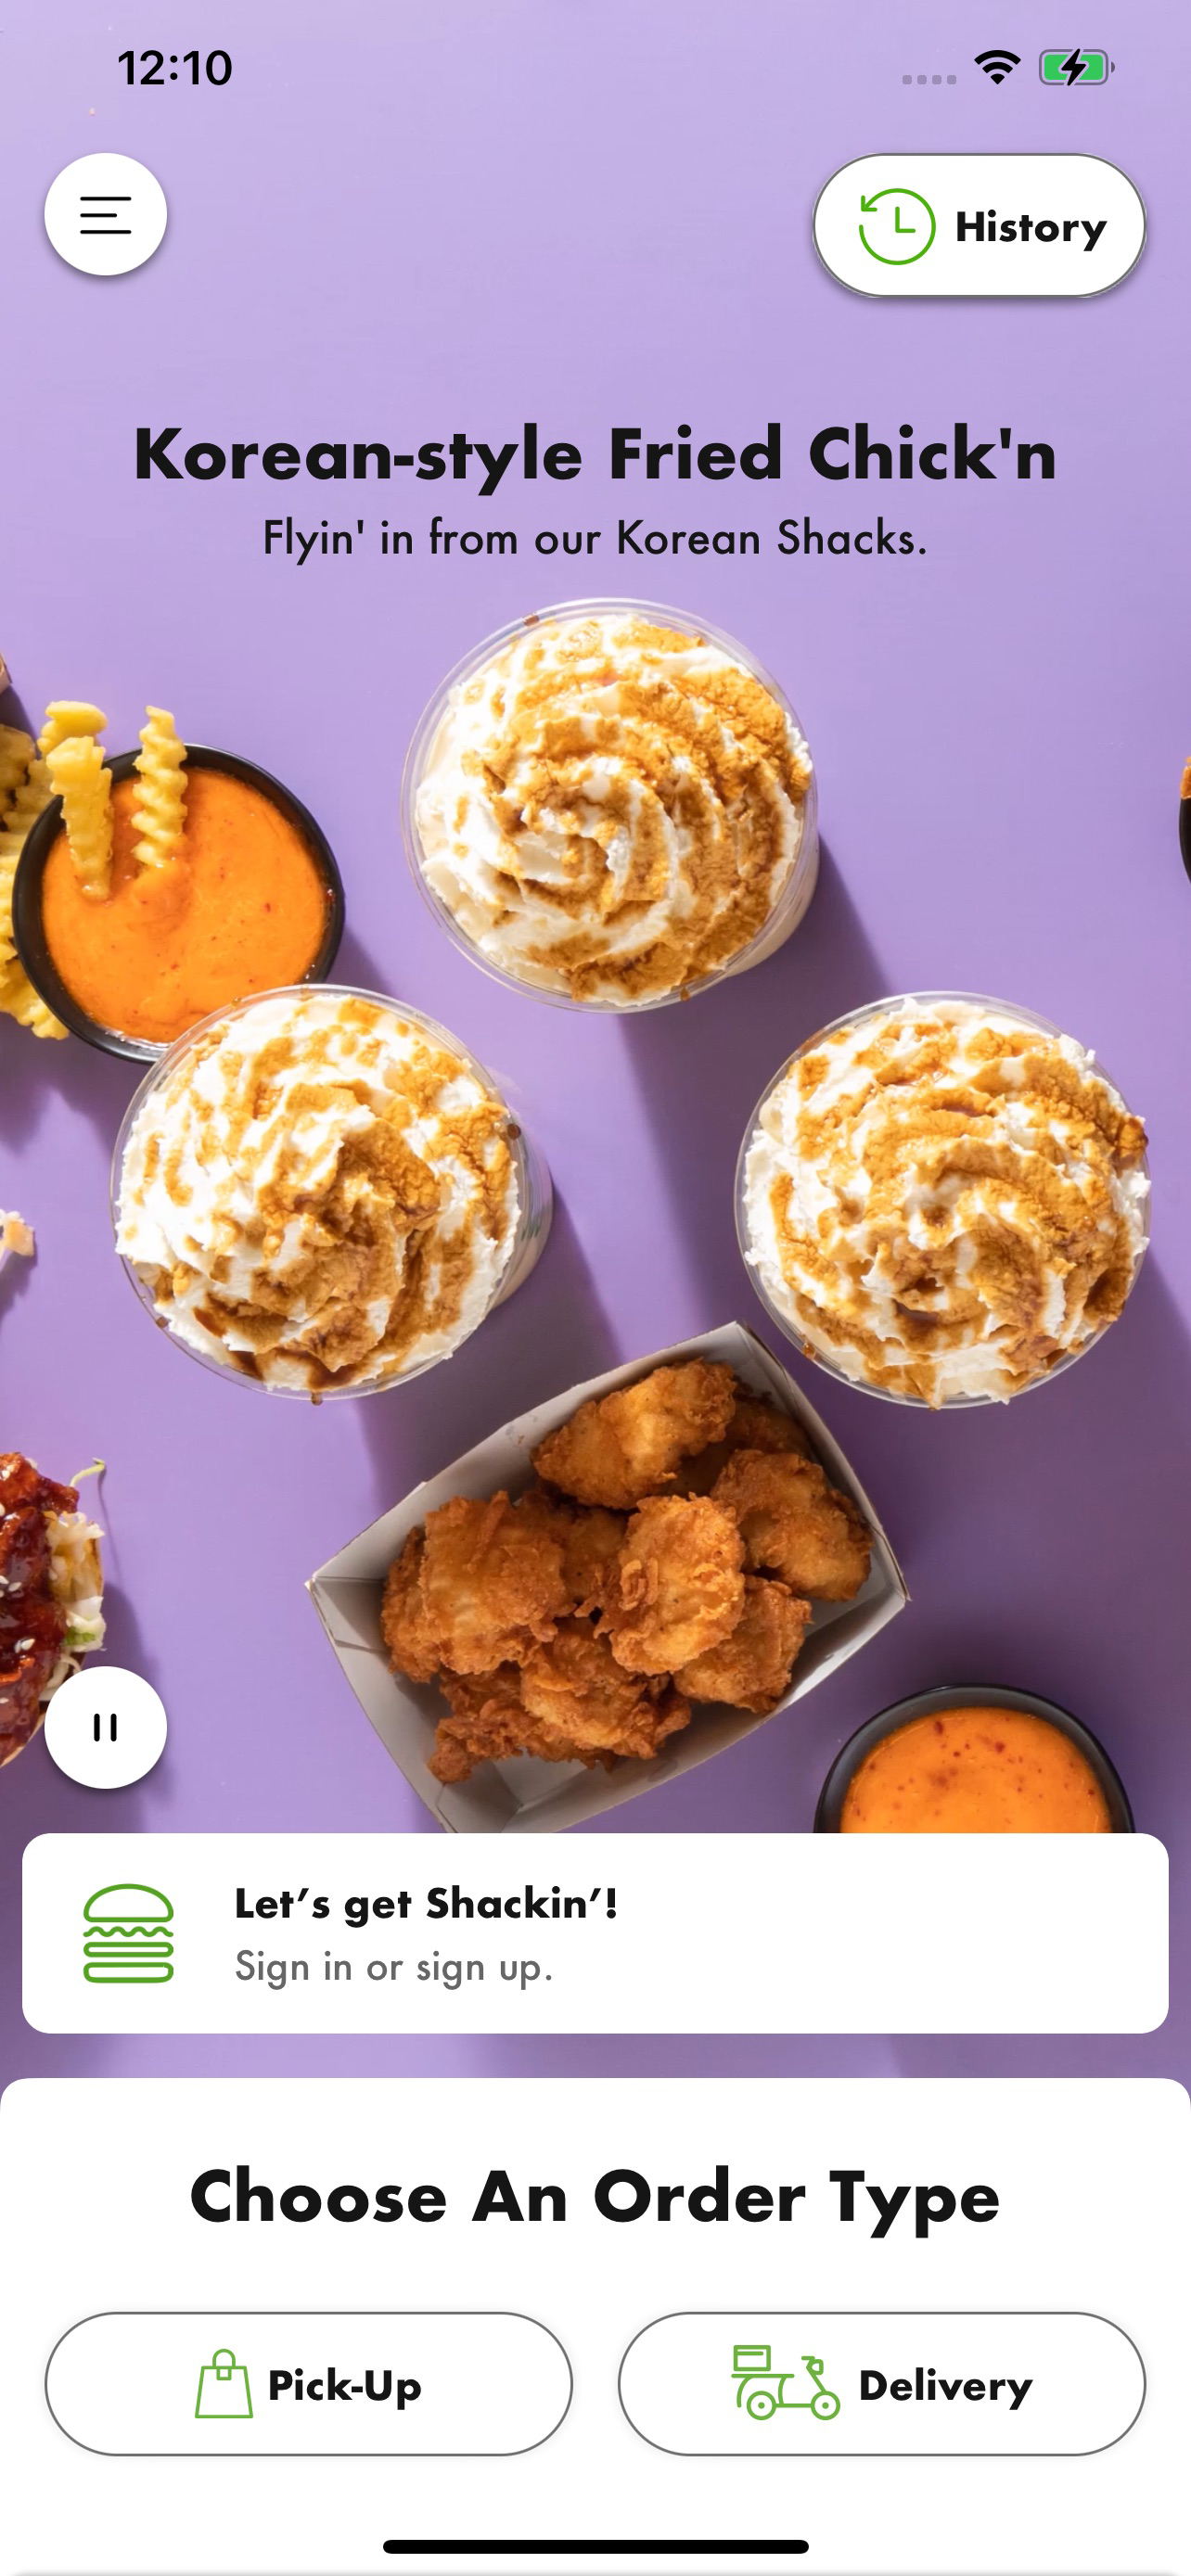 12:10
History
Korean-style Fried Chick'n
Flyin' in from our Korean Shacks.
Let’s get Shackin’!
Sign in or sign up.
Choose An Order Type
Pick-Up
Delivery